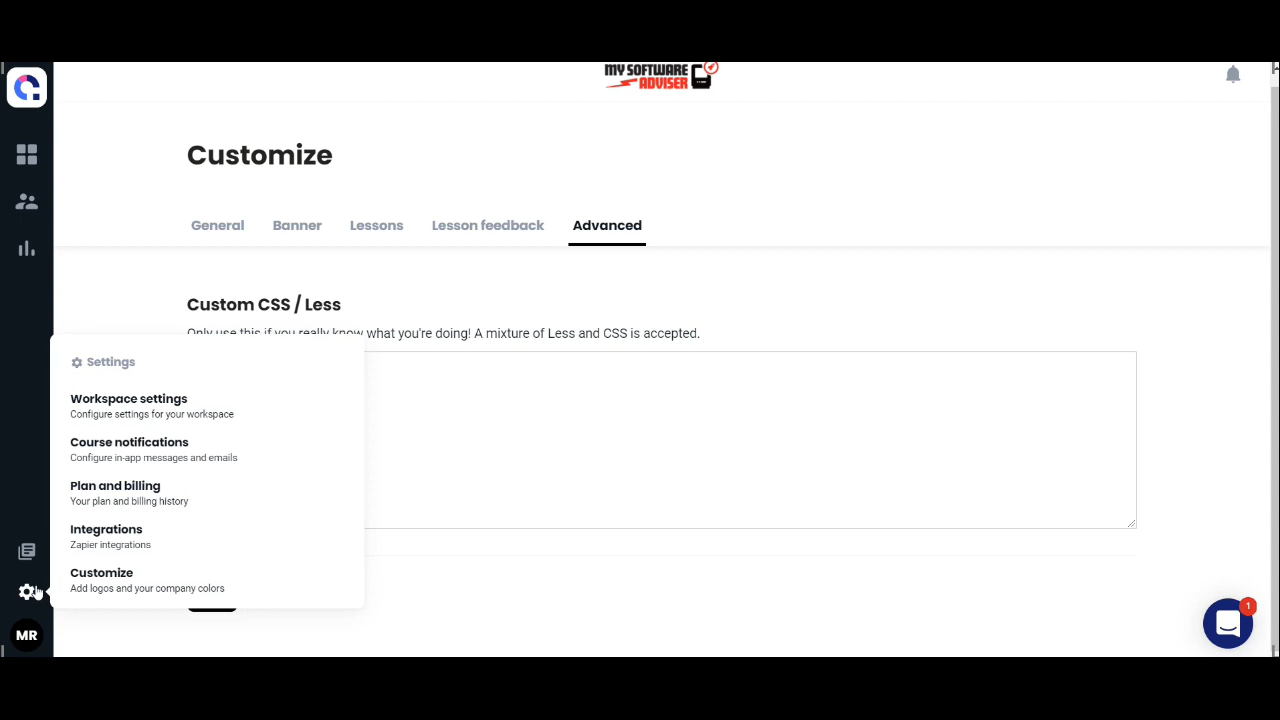 MY SOFTWARE
ADVISER
Customize
General Banner Lessons Lesson feedback Advanced
Custom CSS / Less
Only use this if you really know what you're doing! A mixture of Less and CSS is accepted.
Settings
Workspace settings
Configure settings for your workspace
Course notifications
Configure in-app messages and emails
Plan and billing
Your plan and billing history
Integrations
Zapier integrations
Customize
Add logos and your company colors
1
MR